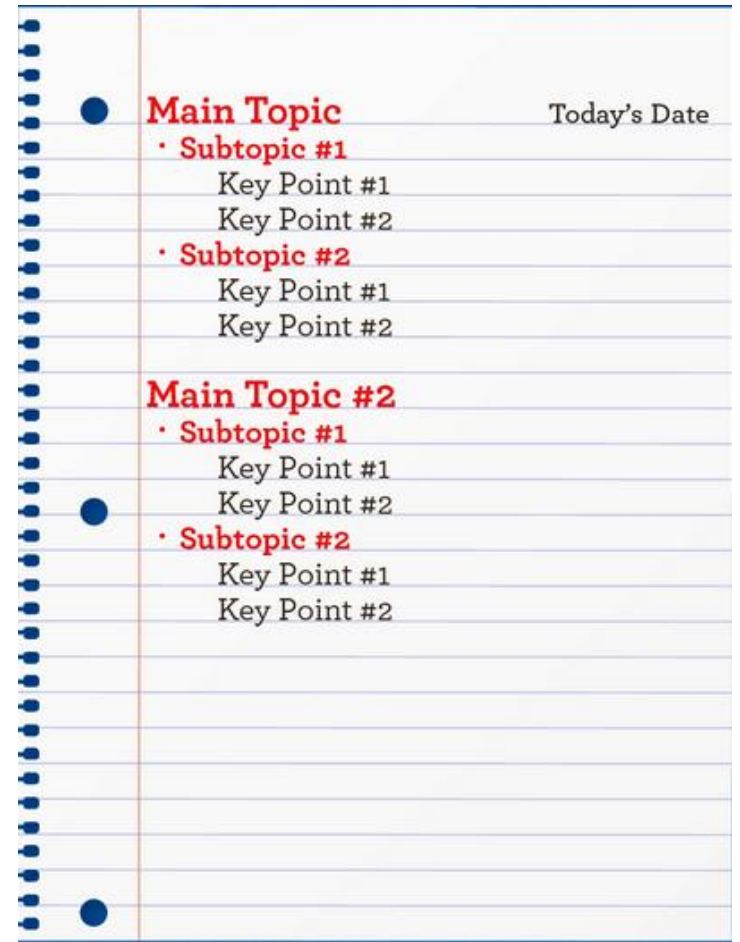 Main Topic Today's Date
· Subtopic #1
Key Point #1
Key Point #2
· Subtopic #2
Key Point #1
Key Point #2
Main Topic #2
· Subtopic #1
Key Point #1
Key Point #2
· Subtopic #2
Key Point #1
Key Point #2